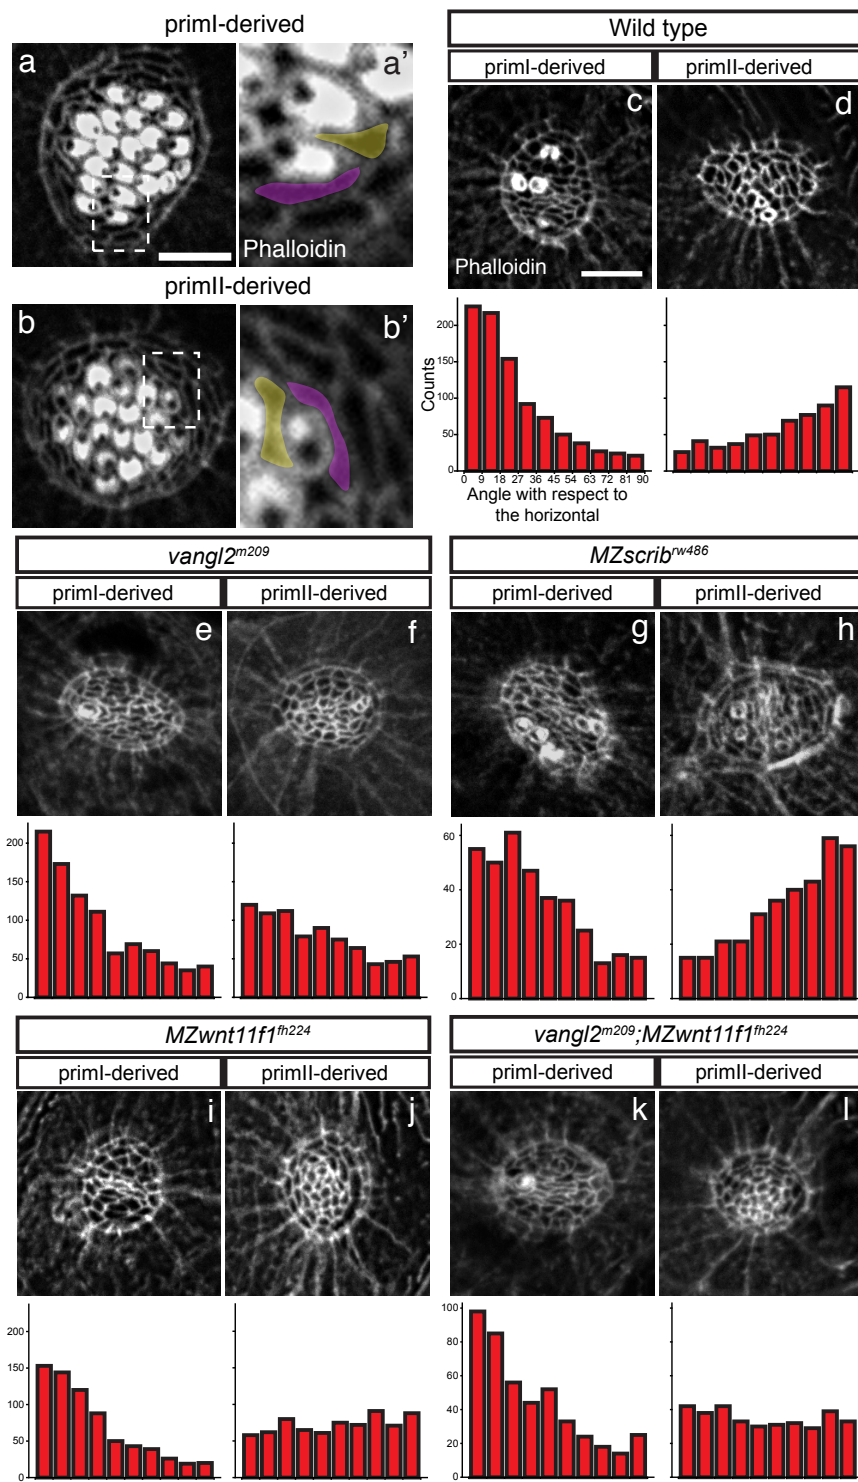 primI-derived
a
a’
Phalloidin
primII-derived
b
b’
Wild type
primI-derived
primII-derived
c
d
Phalloidin
200
150
100
50
0
Counts
0 9 18 27 36 45 54 63 72 81 90
Angle with respect to
the horizontal
vangl2m209
primI-derived
primII-derived
e
f
200
150
100
50
0
MZscribrw486
primI-derived
primII-derived
g
h
60
40
20
0
MZwnt11f1fh224
primI-derived
primII-derived
i
j
200
150
100
50
0
vangl2m209;MZwnt11f1fh224
primI-derived
primII-derived
k
l
100
80
60
40
20
0